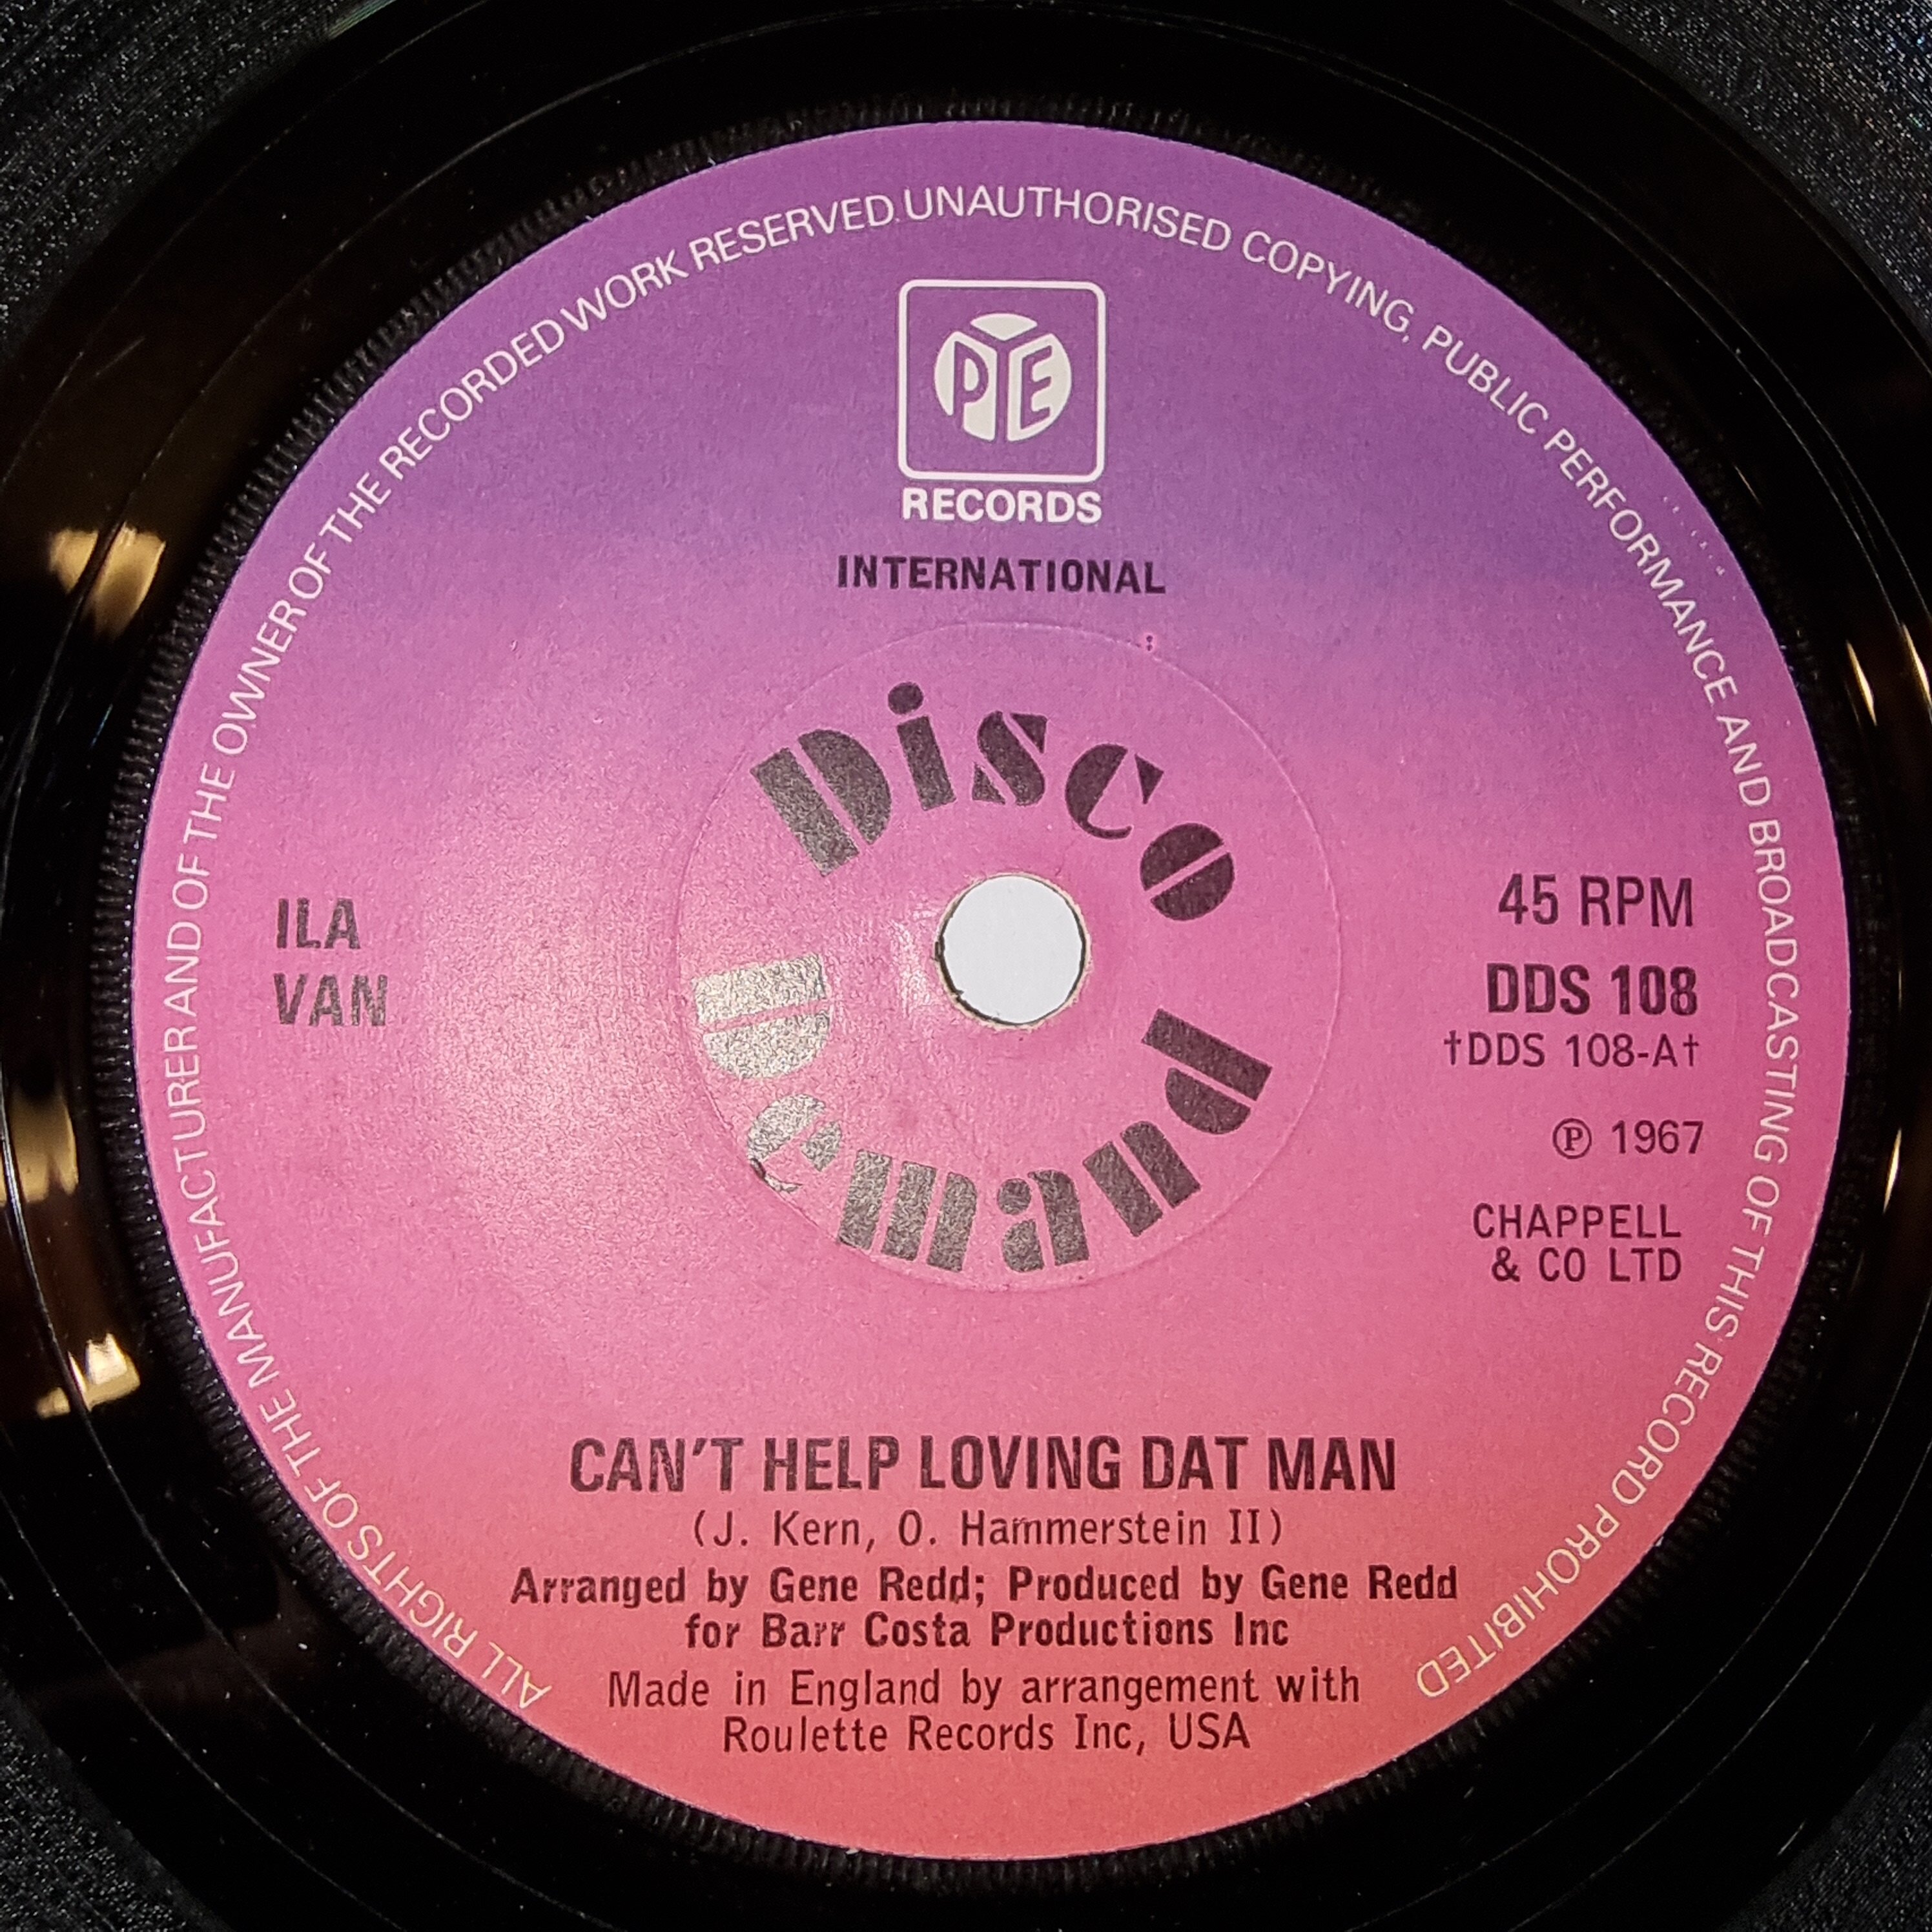 ALL RIGHTS OF THE MANUFACTURER AND OF THE OWNER OF THE RECORDED WORK RESERVED. UNAUTHORISED COPYING, PUBLIC PERFORMANCE AND BROADCASTING OF THIS RECORD PROHIBITED
PYE
RECORDS
INTERNATIONAL
Disco
Demand
ILA
VAN
45 RPM
DDS 108
†DDS 108-A†
℗ 1967
CHAPPELL
& CO LTD
CAN'T HELP LOVING DAT MAN
(J. Kern, O. Hammerstein II)
Arranged by Gene Redd; Produced by Gene Redd
for Barr Costa Productions Inc
Made in England by arrangement with
Roulette Records Inc, USA